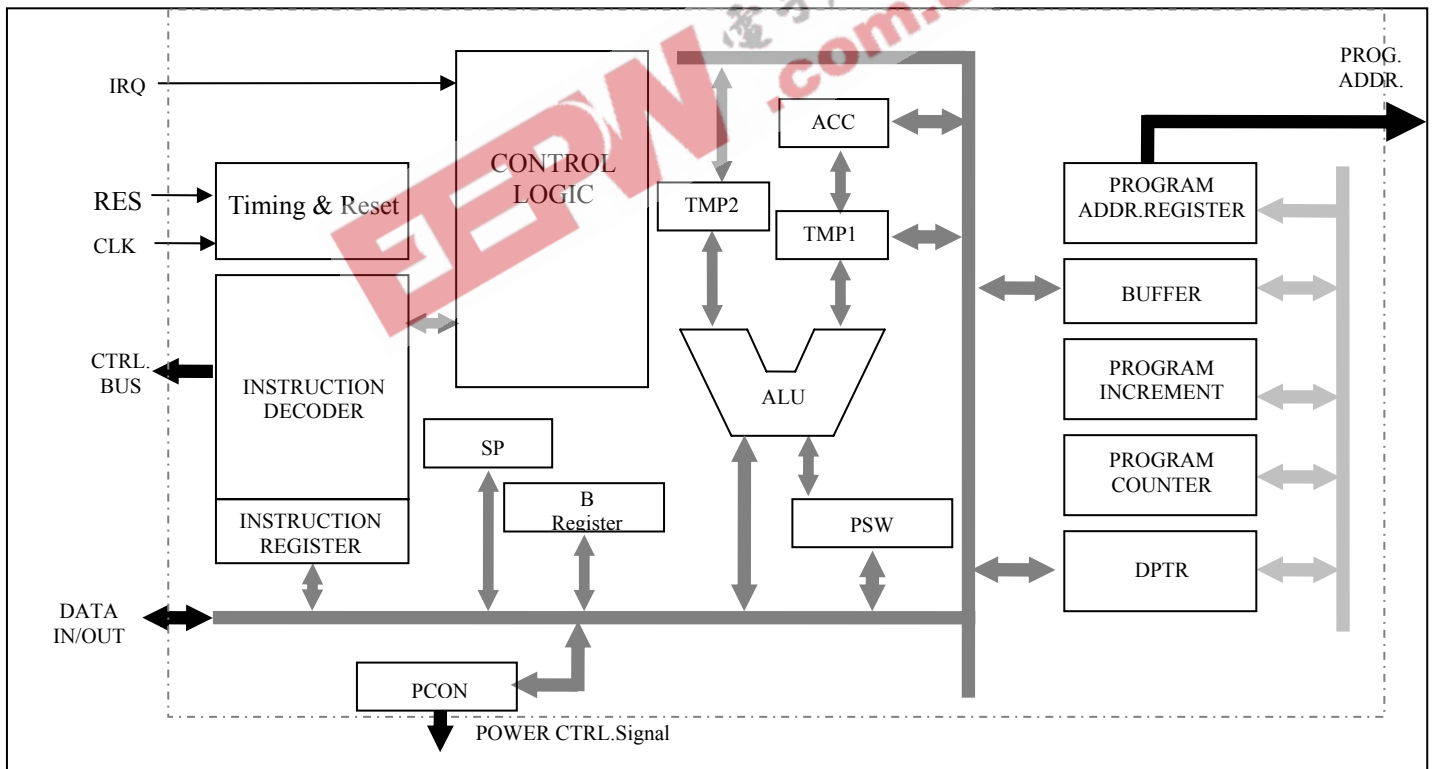 PROG.
ADDR.
IRQ
ACC
CONTROL
LOGIC
PROGRAM
ADDR.REGISTER
RES
Timing & Reset
TMP2
TMP1
CLK
BUFFER
CTRL.
BUS
INSTRUCTION
DECODER
ALU
PROGRAM
INCREMENT
SP
PROGRAM
COUNTER
B
Register
INSTRUCTION
REGISTER
PSW
DPTR
DATA
IN/OUT
PCON
POWER CTRL.Signal
EEPW
電子
.com.c